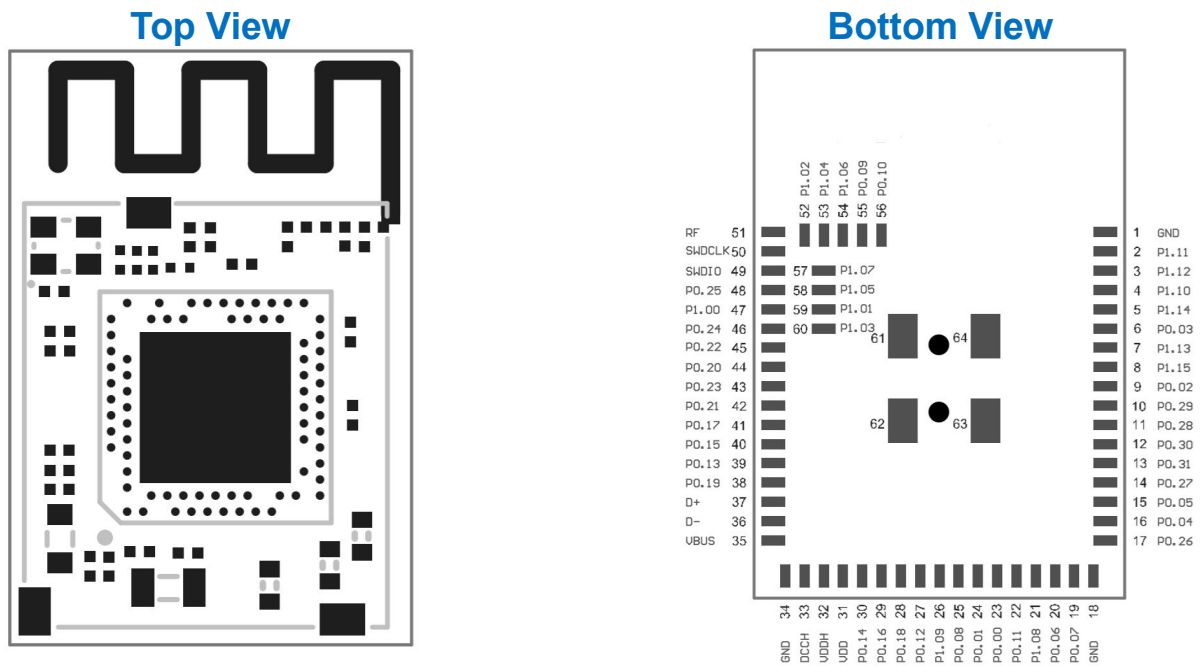 Top View
Bottom View
52 P1.02
53 P1.04
54 P1.06
55 P0.09
56 P0.10
RF 51
SWDCLK 50
SWDIO 49
P0.25 48
P1.00 47
P0.24 46
P0.22 45
P0.20 44
P0.23 43
P0.21 42
P0.17 41
P0.15 40
P0.13 39
P0.19 38
D+ 37
D- 36
VBUS 35
57 P1.07
58 P1.05
59 P1.01
60 P1.03
61
64
62
63
1 GND
2 P1.11
3 P1.12
4 P1.10
5 P1.14
6 P0.03
7 P1.13
8 P1.15
9 P0.02
10 P0.29
11 P0.28
12 P0.30
13 P0.31
14 P0.27
15 P0.05
16 P0.04
17 P0.26
GND 34
DCCH 33
VDDH 32
VDD 31
P0.14 30
P0.16 29
P0.18 28
P0.12 27
P1.09 26
P0.08 25
P0.01 24
P0.00 23
P0.11 22
P1.08 21
P0.06 20
P0.07 19
GND 18